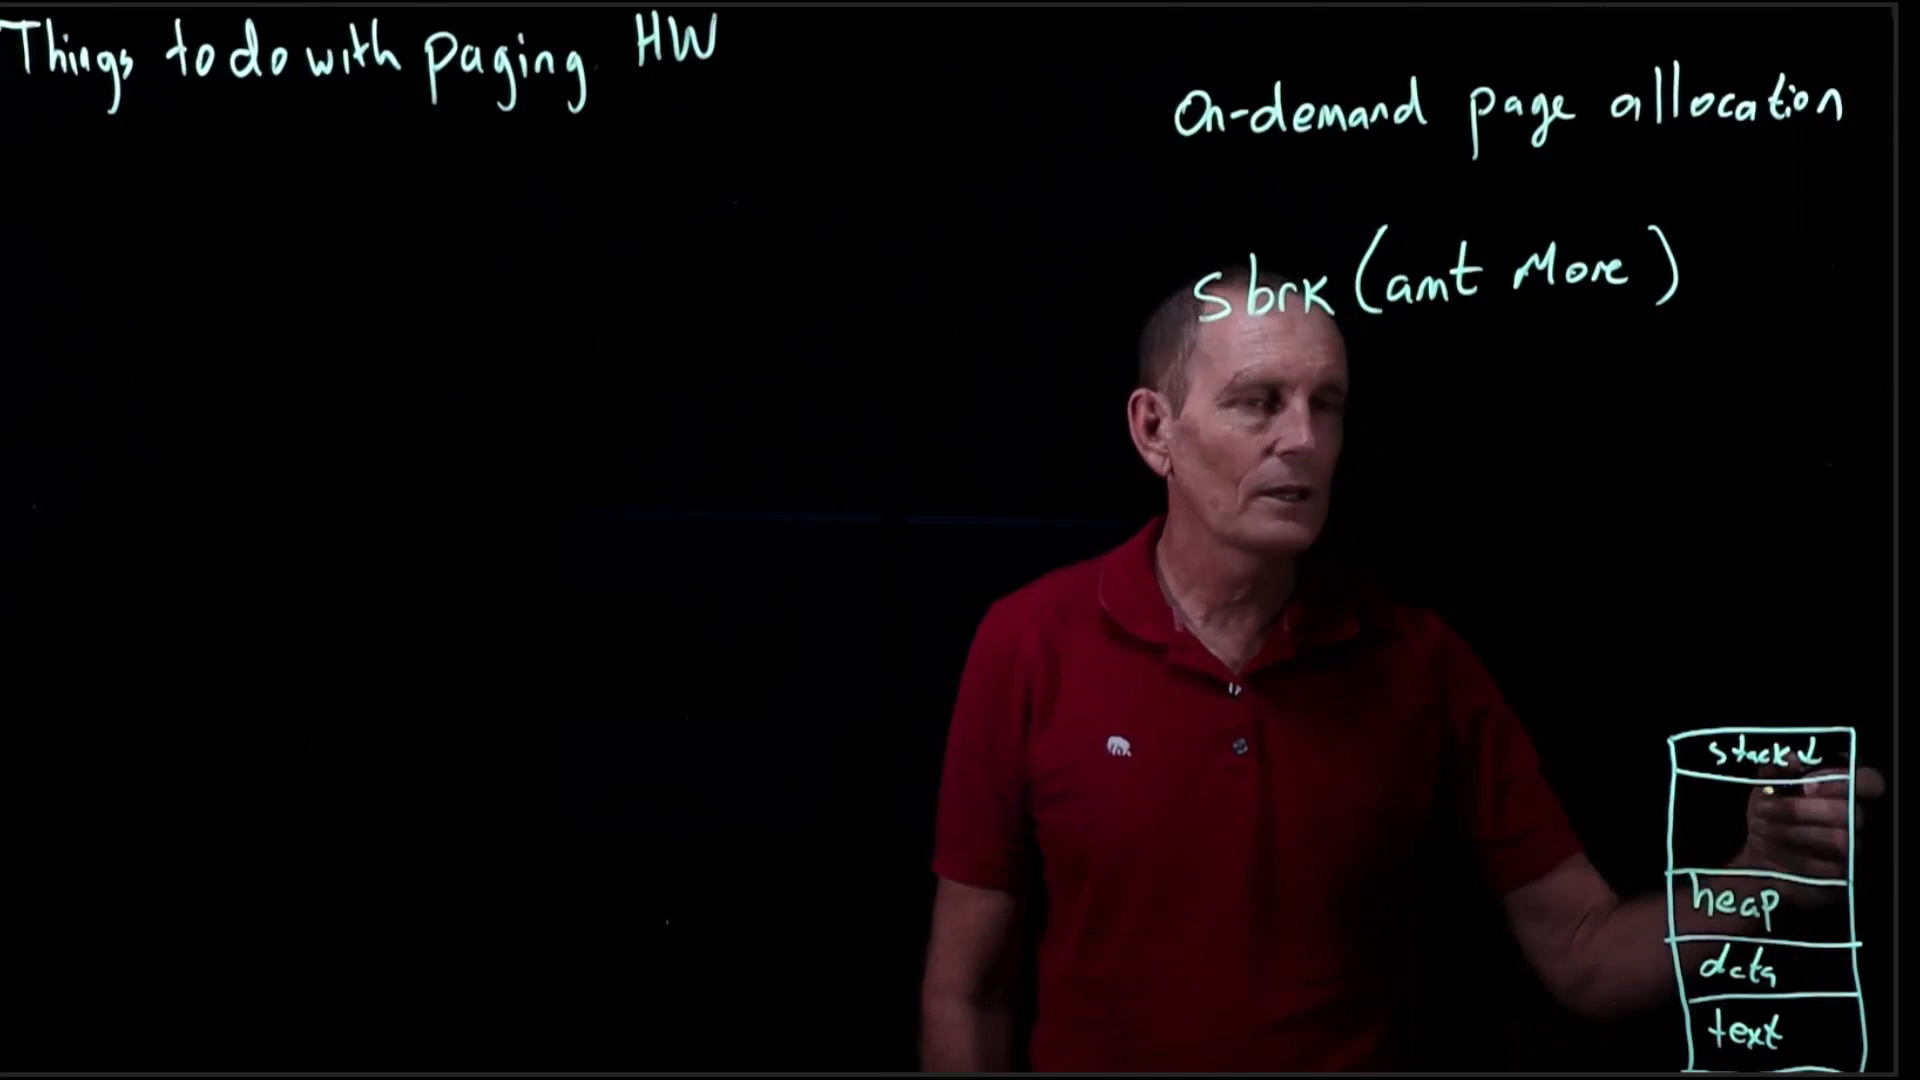 Things to do with paging HW
On-demand page allocation
sbrk (amt More)
stack ↓
heap
data
text